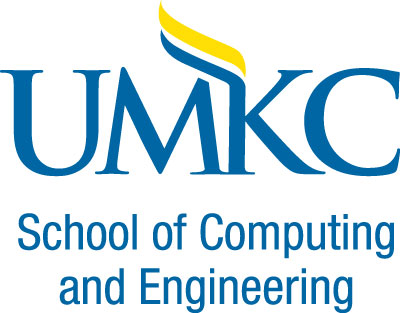 UMKC
School of Computing
and Engineering